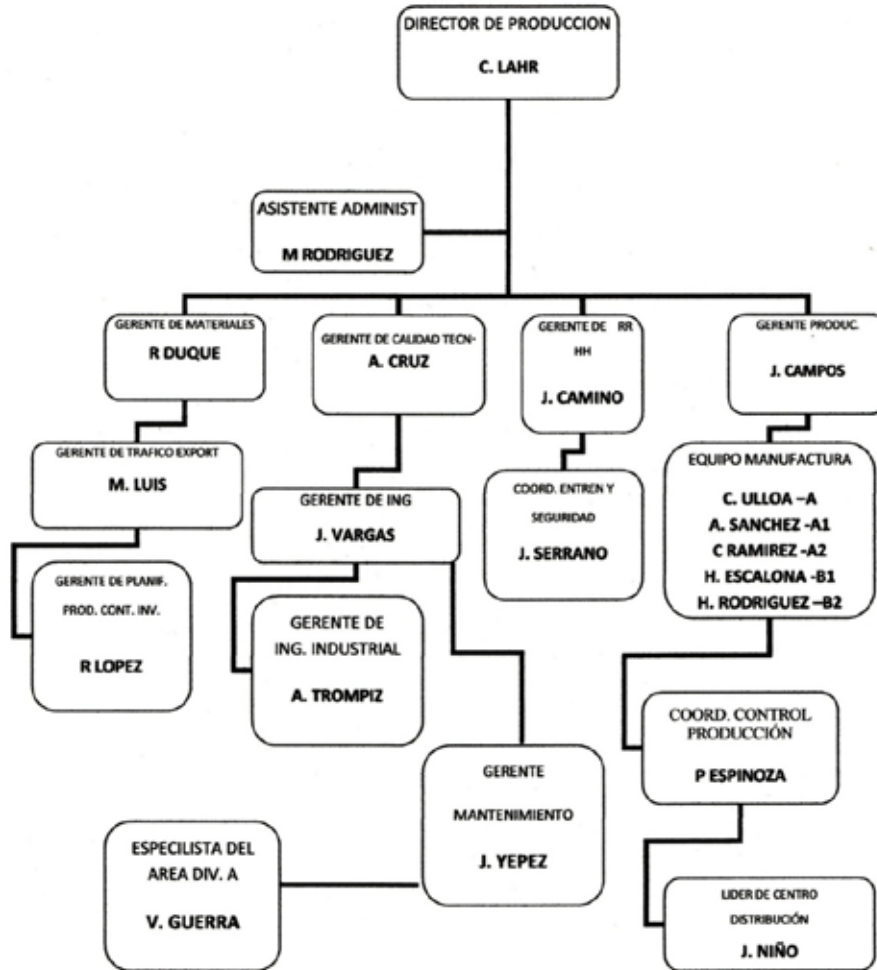 DIRECTOR DE PRODUCCION
C. LAHR
ASISTENTE ADMINIST
M RODRIGUEZ
GERENTE DE MATERIALES
R DUQUE
GERENTE DE CALIDAD TECN-
A. CRUZ
GERENTE DE RR
HH
J. CAMINO
GERENTE PRODUC.
J. CAMPOS
GERENTE DE TRAFICO EXPORT
M. LUIS
GERENTE DE ING
J. VARGAS
COORD. ENTREN Y
SEGURIDAD
J. SERRANO
EQUIPO MANUFACTURA
C. ULLOA –A
A. SANCHEZ -A1
C RAMIREZ -A2
H. ESCALONA -B1
H. RODRIGUEZ –B2
GERENTE DE PLANIF.
PROD. CONT. INV.
R LOPEZ
GERENTE DE
ING. INDUSTRIAL
A. TROMPIZ
COORD. CONTROL
PRODUCCIÓN
P ESPINOZA
GERENTE
MANTENIMIENTO
J. YEPEZ
ESPECILISTA DEL
AREA DIV. A
V. GUERRA
LIDER DE CENTRO
DISTRIBUCIÓN
J. NIÑO